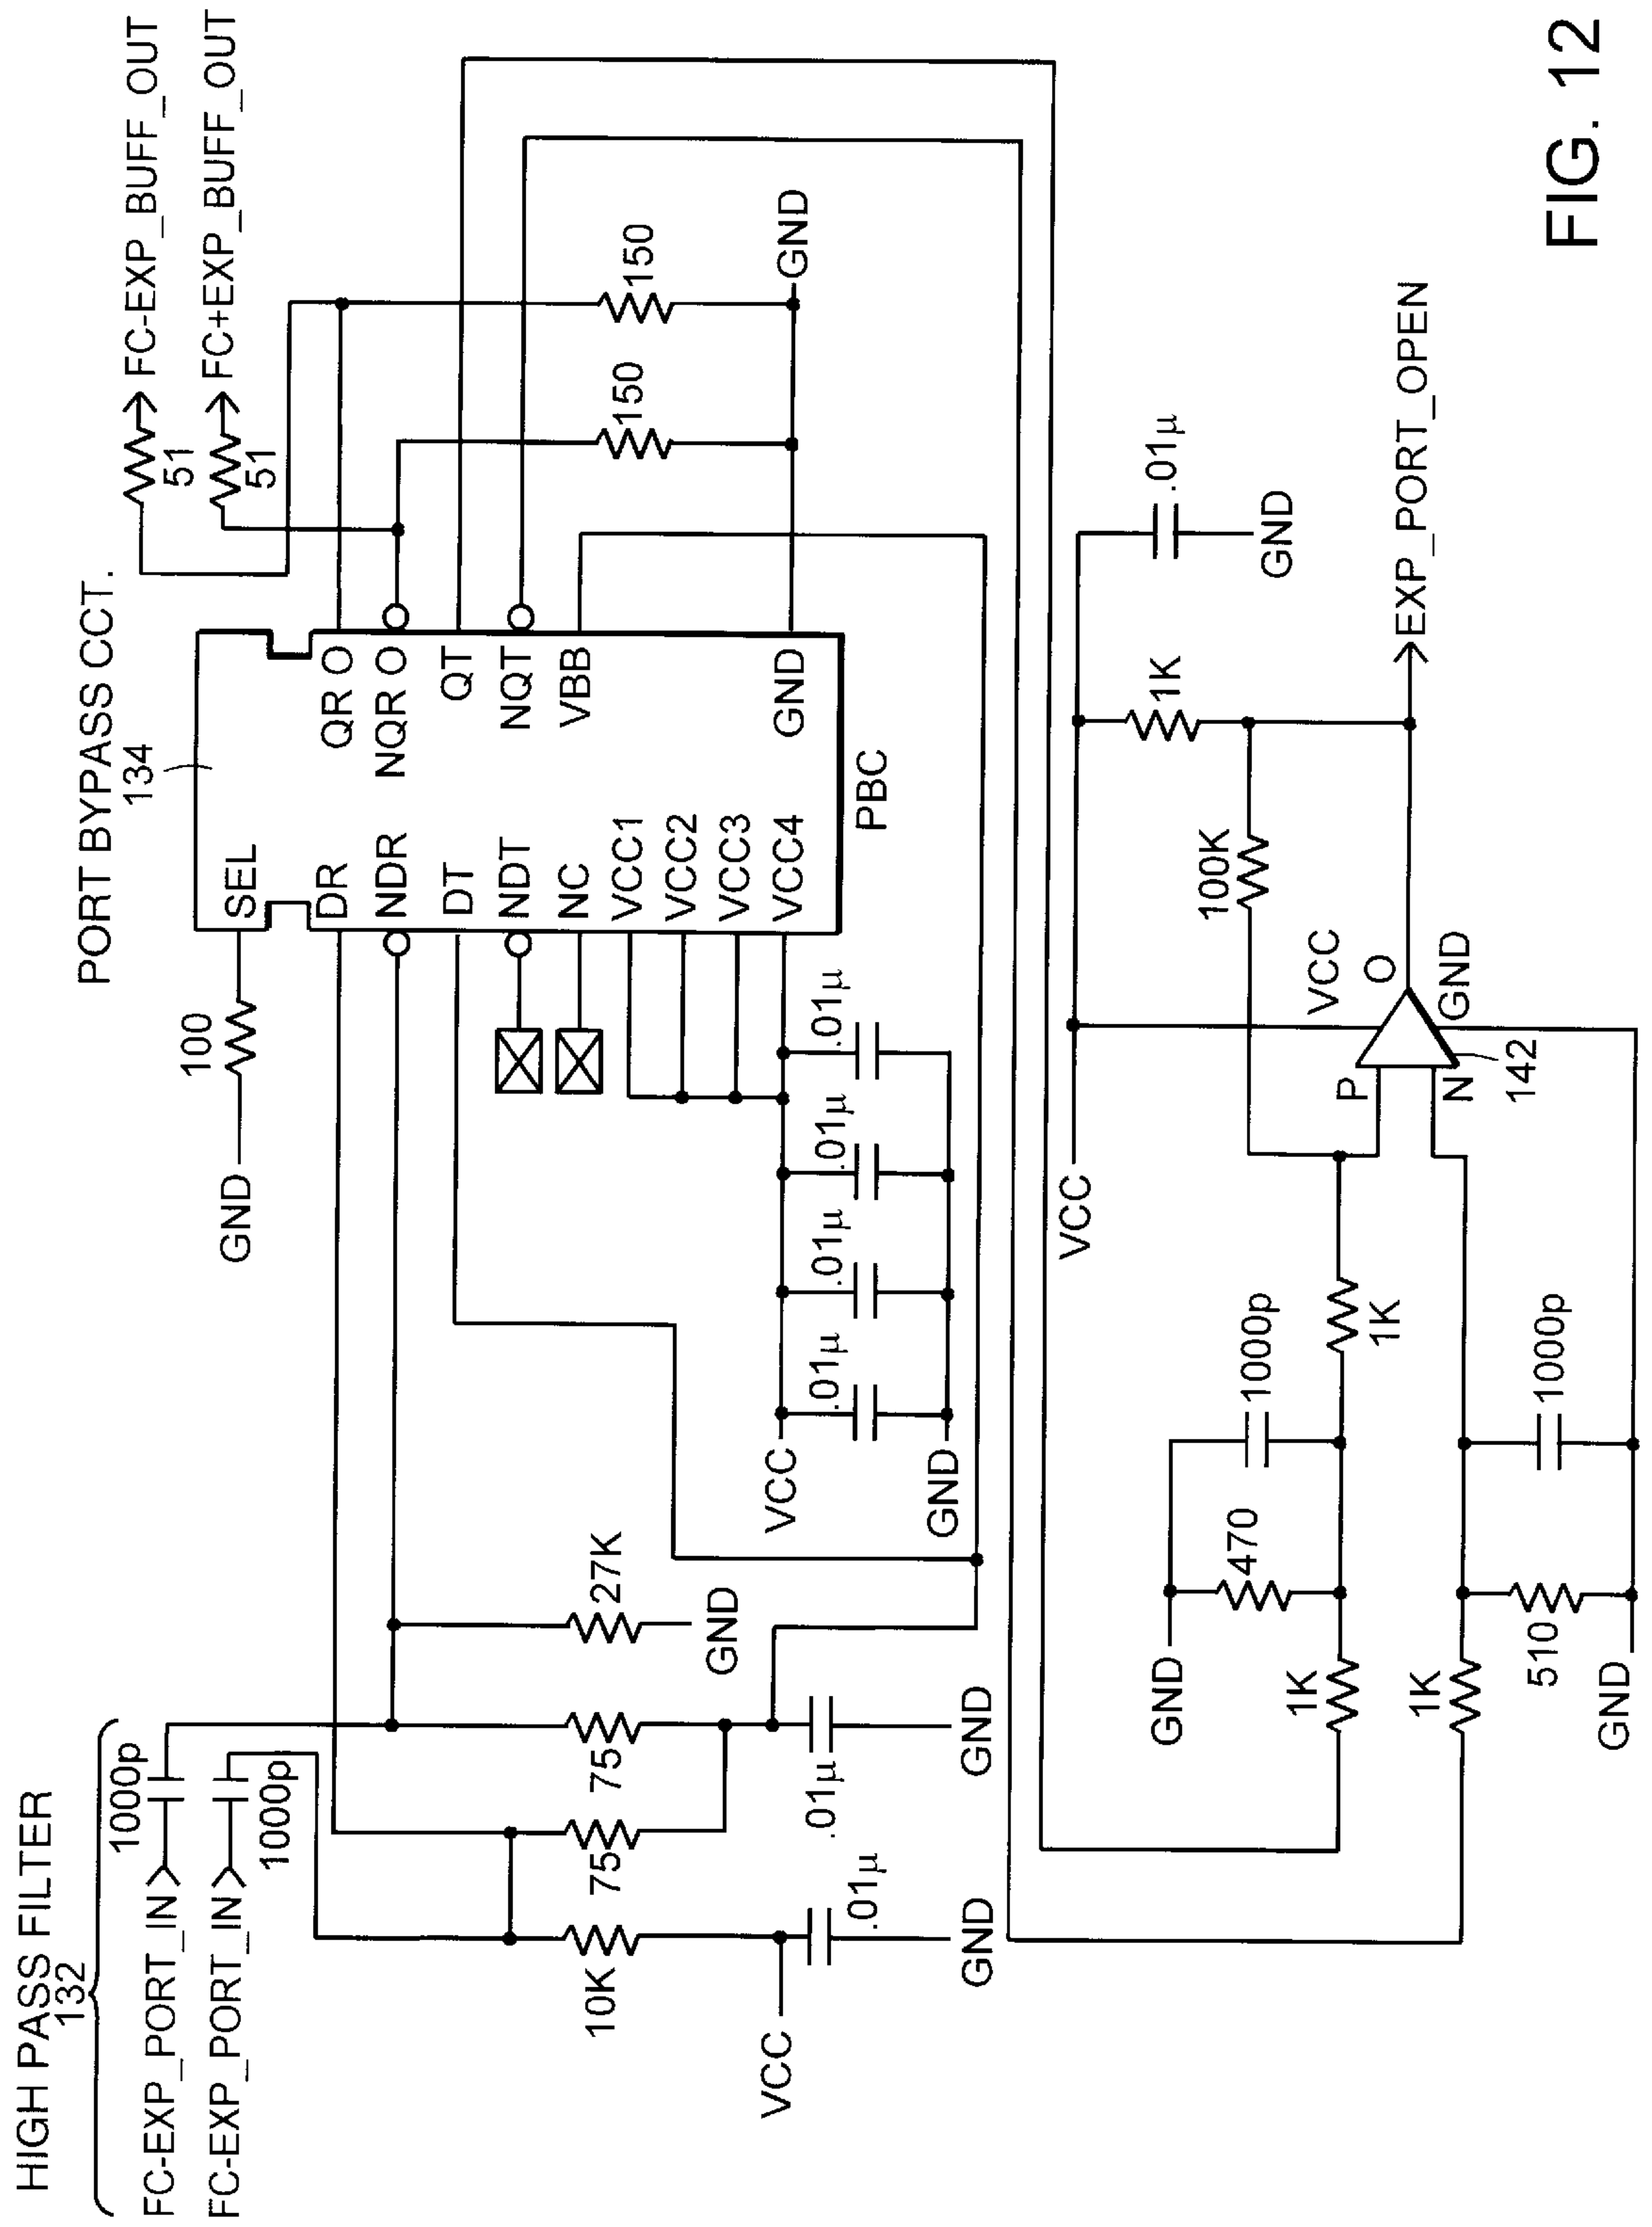 HIGH PASS FILTER
132
FC-EXP_PORT_IN
1000p
FC-EXP_PORT_IN
1000p
10K
75
75
27K
GND
VCC
.01µ
GND
.01µ
GND
PORT BYPASS CCT.
134
GND
100
SEL
DR
NDR
DT
NDT
NC
VCC1
VCC2
VCC3
VCC4
QR O
NQR O
QT
NQT
VBB
GND
PBC
VCC
.01µ
.01µ
.01µ
.01µ
GND
51
FC-EXP_BUFF_OUT
51
FC+EXP_BUFF_OUT
150
150
GND
VCC
1K
.01µ
GND
100K
GND
470
1000p
1K
1K
1K
510
1000p
GND
P
N
VCC
O
GND
142
EXP_PORT_OPEN
FIG. 12